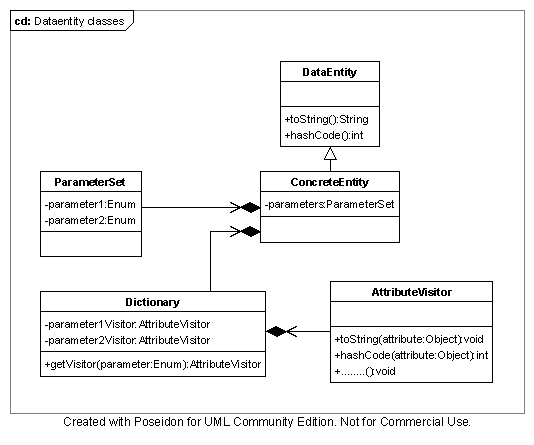 cd: Dataentity classes
DataEntity
+toString():String
+hashCode():int
ParameterSet
-parameter1:Enum
-parameter2:Enum
ConcreteEntity
-parameters:ParameterSet
Dictionary
-parameter1Visitor:AttributeVisitor
-parameter2Visitor:AttributeVisitor
+getVisitor(parameter:Enum):AttributeVisitor
AttributeVisitor
+toString(attribute:Object):void
+hashCode(attribute:Object):int
+........():void
Created with Poseidon for UML Community Edition. Not for Commercial Use.